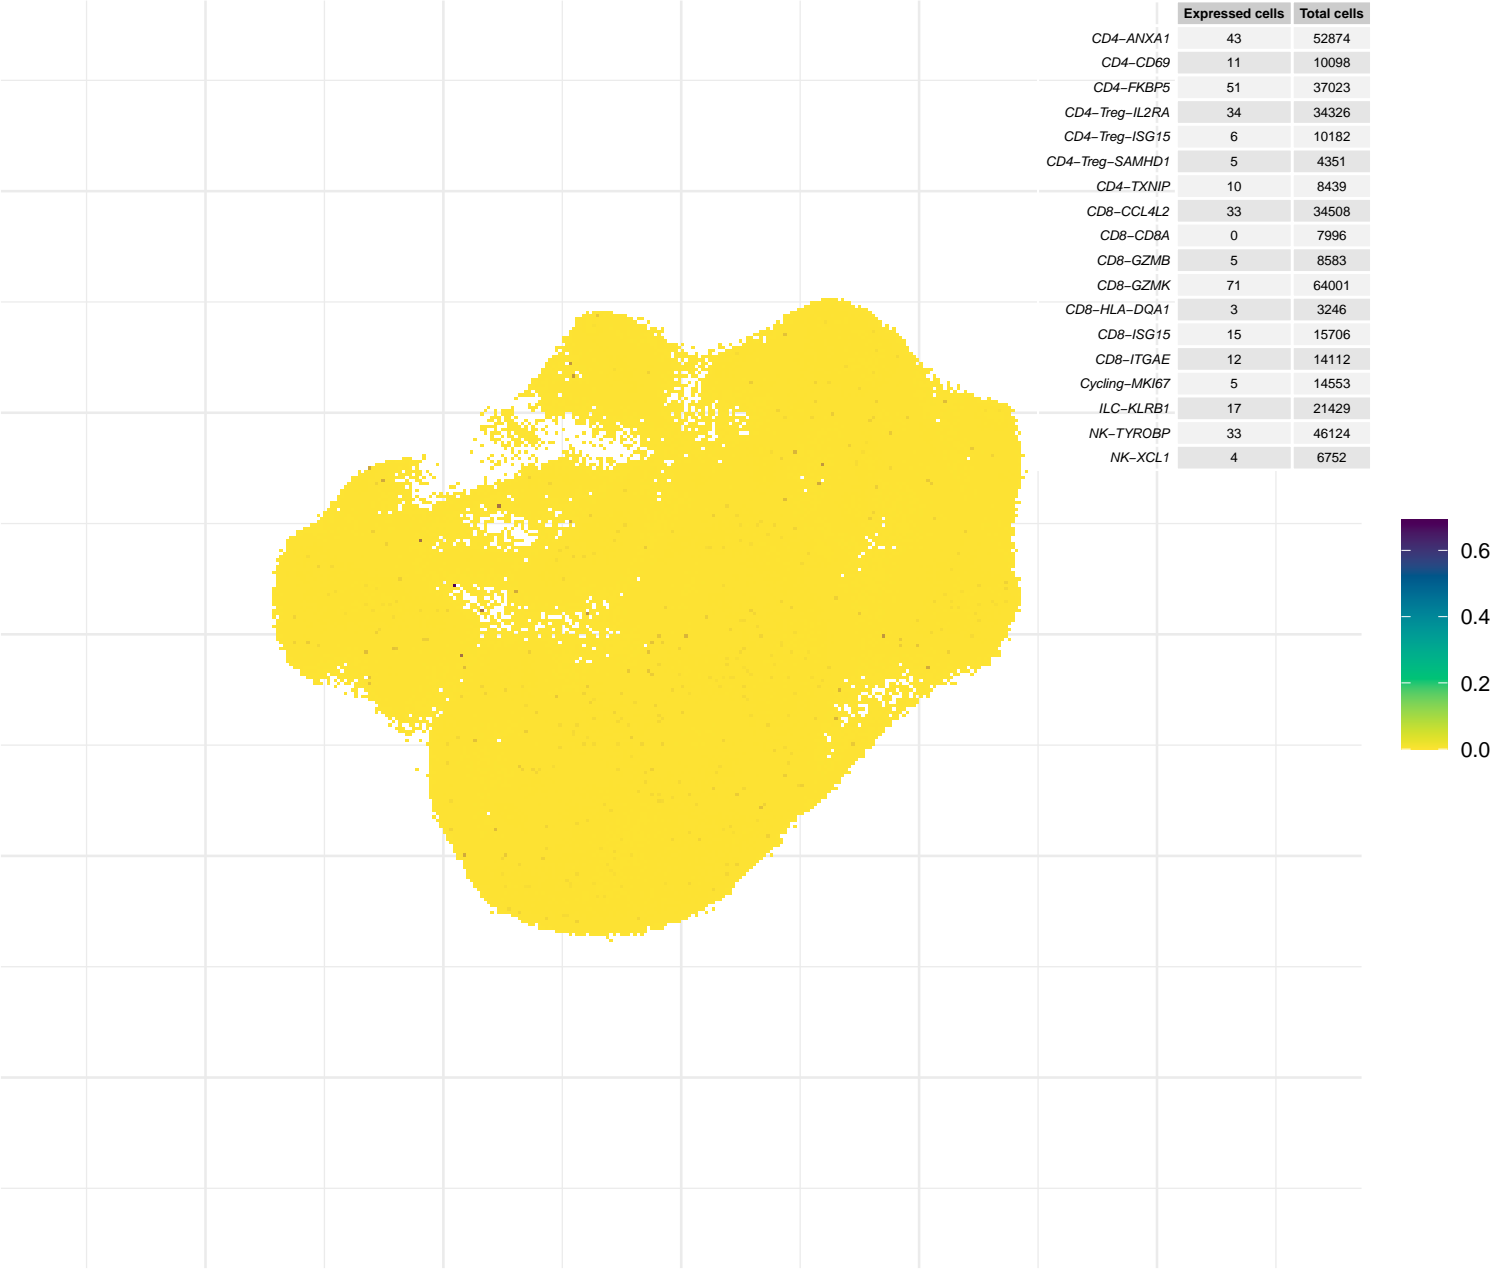 Expressed cells Total cells
CD4−ANXA1 43 52874
CD4−CD69 11 10098
CD4−FKBP5 51 37023
CD4−Treg−IL2RA 34 34326
CD4−Treg−ISG15 6 10182
CD4−Treg−SAMHD1 5 4351
CD4−TXNIP 10 8439
CD8−CCL4L2 33 34508
CD8−CD8A 0 7996
CD8−GZMB 5 8583
CD8−GZMK 71 64001
CD8−HLA−DQA1 3 3246
CD8−ISG15 15 15706
CD8−ITGAE 12 14112
Cycling−MKI67 5 14553
ILC−KLRB1 17 21429
NK−TYROBP 33 46124
NK−XCL1 4 6752
0.6
0.4
0.2
0.0